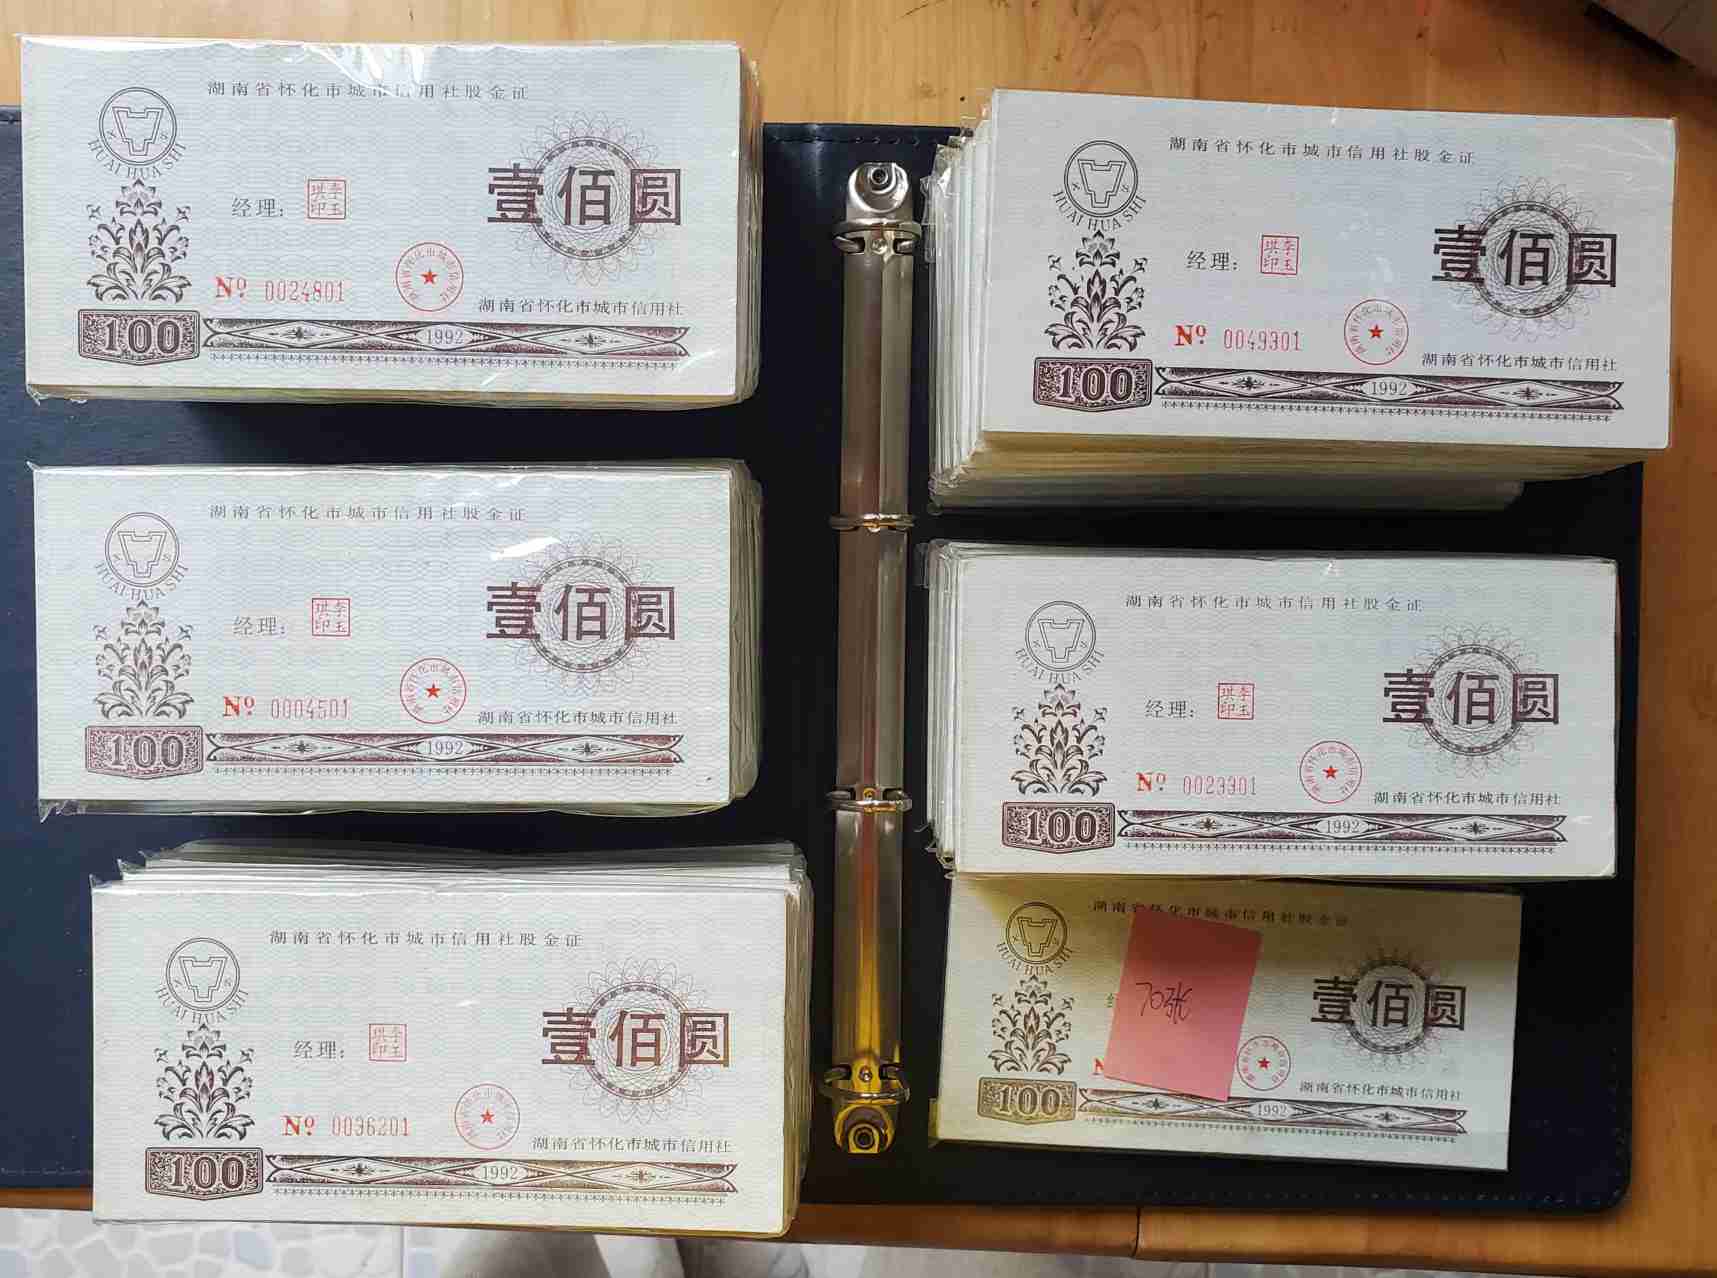 湖南省怀化市城市信用社股金证
HUAI HUA SHI
壹佰圆
经理：
李玉琪印
Nº 0024801
湖南省怀化市城市信用社
100
1992
湖南省怀化市城市信用社股金证
HUAI HUA SHI
壹佰圆
经理：
李玉琪印
Nº 0004501
湖南省怀化市城市信用社
100
1992
湖南省怀化市城市信用社股金证
HUAI HUA SHI
壹佰圆
经理：
李玉琪印
Nº 0036201
湖南省怀化市城市信用社
100
1992
湖南省怀化市城市信用社股金证
HUAI HUA SHI
壹佰圆
经理：
李玉琪印
Nº 0049301
湖南省怀化市城市信用社
100
1992
湖南省怀化市城市信用社股金证
HUAI HUA SHI
壹佰圆
经理：
李玉琪印
Nº 0023301
湖南省怀化市城市信用社
100
1992
湖南省怀化市城市信用社股金证
HUAI HUA SHI
70张
壹佰圆
湖南省怀化市城市信用社
100
1992